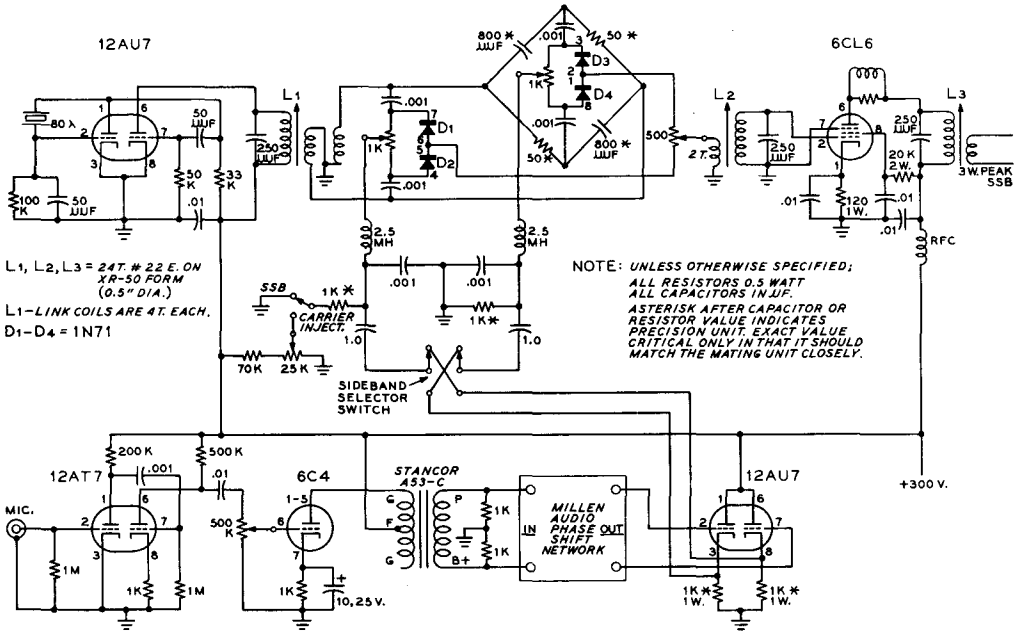 12AU7
6CL6
800 *
µµF
.001
50 *
3
D3
2
1
D4
8
1K
.001
50 *
800 *
µµF
80 λ
1
6
2
7
3
8
50
µµF
L1
250
µµF
100
K
50
µµF
50
K
.01
33
K
.001
1K
7
D1
6
5
D2
4
.001
500
L2
2 T.
250
µµF
6
7
2
8
1
L3
250
µµF
20 K
2 W.
3 W. PEAK
SSB
.01
120
1 W.
.01
.01
RFC
2.5
MH
2.5
MH
L1, L2, L3 = 24 T. # 22 E. ON
XR-50 FORM
(0.5" DIA.)
L1-LINK COILS ARE 4 T. EACH.
D1-D4 = 1N71
.001
.001
SSB
1K *
CARRIER
INJECT.
1K*
1.0
1.0
70 K
25 K
SIDEBAND
SELECTOR
SWITCH
NOTE: UNLESS OTHERWISE SPECIFIED;
ALL RESISTORS 0.5 WATT
ALL CAPACITORS IN µF.
ASTERISK AFTER CAPACITOR OR
RESISTOR VALUE INDICATES
PRECISION UNIT. EXACT VALUE
CRITICAL ONLY IN THAT IT SHOULD
MATCH THE MATING UNIT CLOSELY.
+300 V.
12AT7
200 K
.001
500 K
.01
6C4
STANCOR
A53-C
12AU7
MIC.
1
6
2
7
3
8
1M
1K
1M
500
K
1-5
6
7
1K
+
10, 25 V.
G
F
G
P
B+
1K
1K
IN
MILLEN
AUDIO
PHASE
SHIFT
NETWORK
OUT
1
6
2
7
3
8
1K*
1W.
1K*
1W.